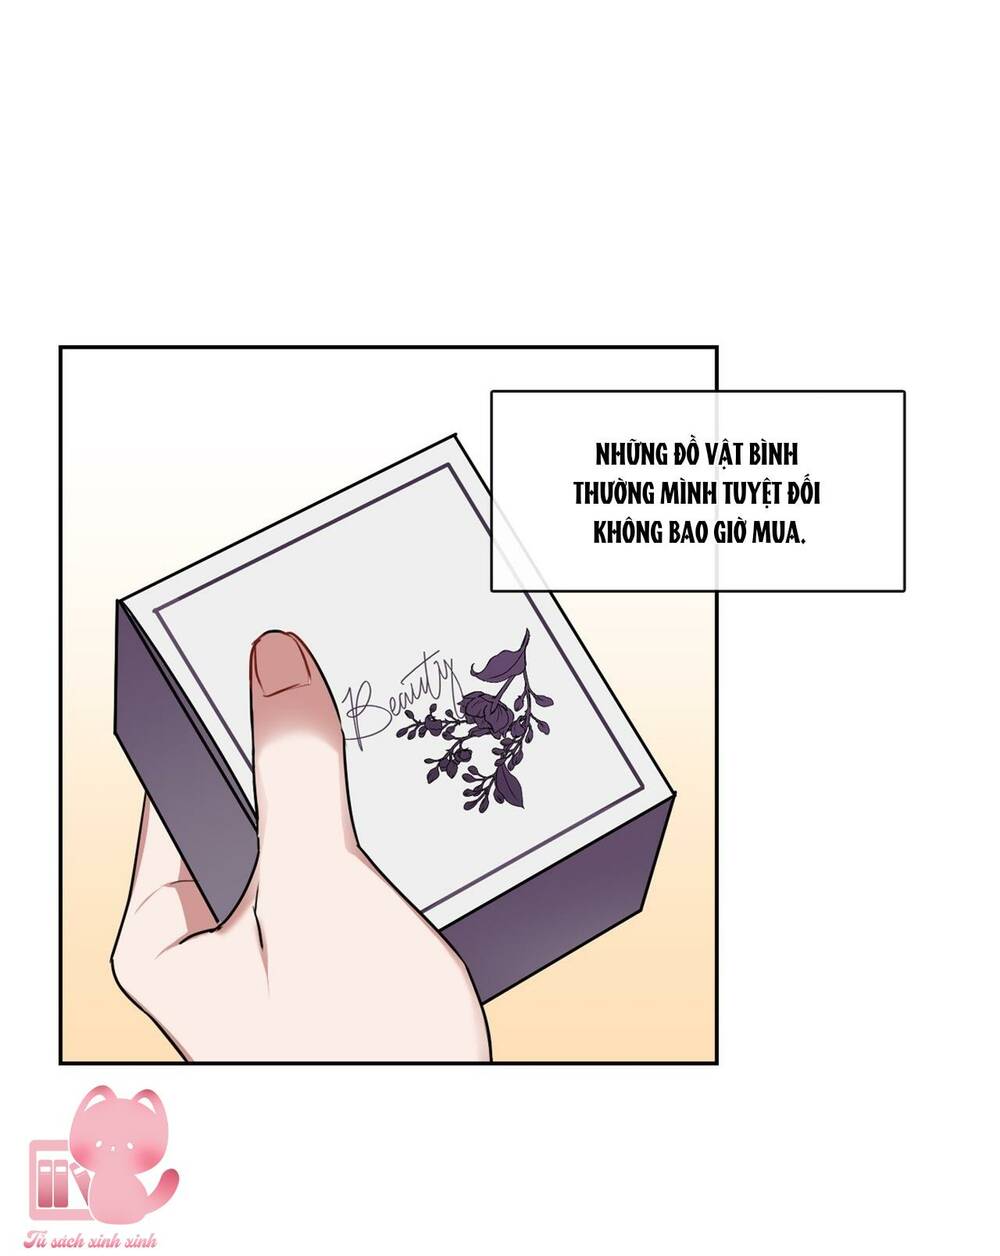 NHỮNG ĐỒ VẬT BÌNH
THƯỜNG MÌNH TUYỆT ĐỐI
KHÔNG BAO GIỜ MUA.
Beauty
Tủ sách xinh xinh